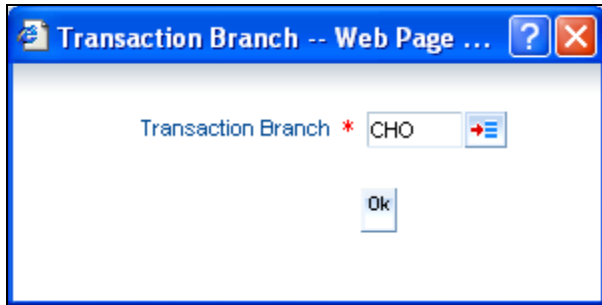 Transaction Branch -- Web Page ...
Transaction Branch * CHO
Ok